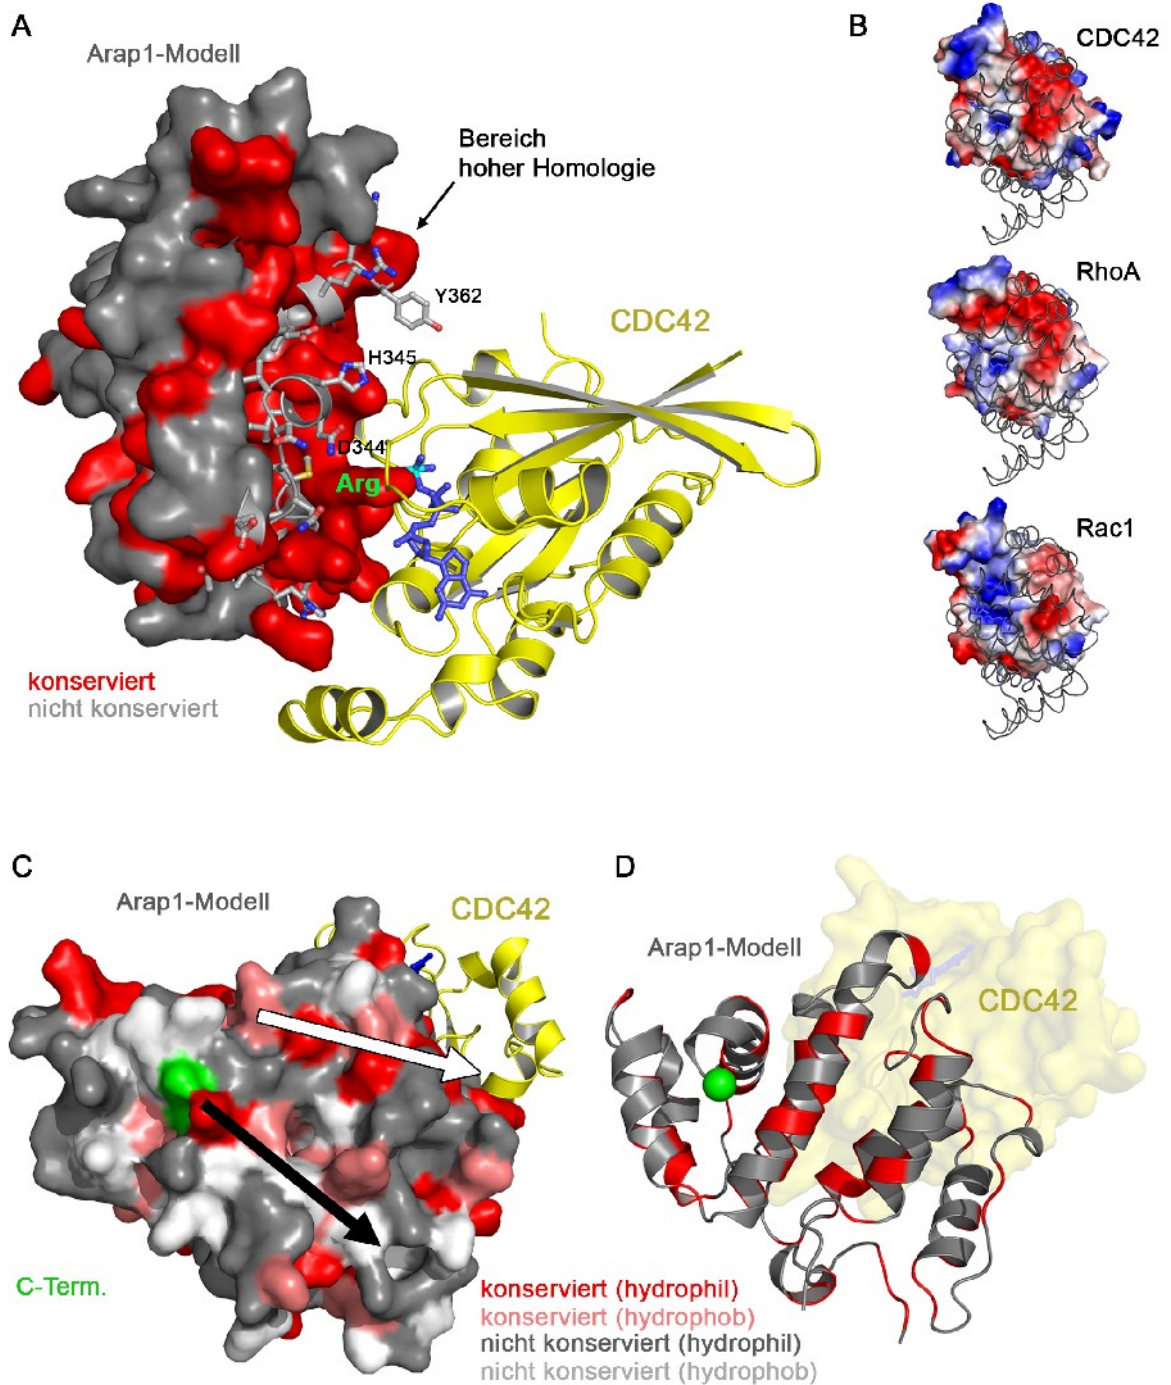 A
Arap1-Modell
Bereich
hoher Homologie
Y362
CDC42
H345
D344
Arg
konserviert
nicht konserviert
B
CDC42
RhoA
Rac1
C
Arap1-Modell
CDC42
C-Term.
konserviert (hydrophil)
konserviert (hydrophob)
nicht konserviert (hydrophil)
nicht konserviert (hydrophob)
D
Arap1-Modell
CDC42